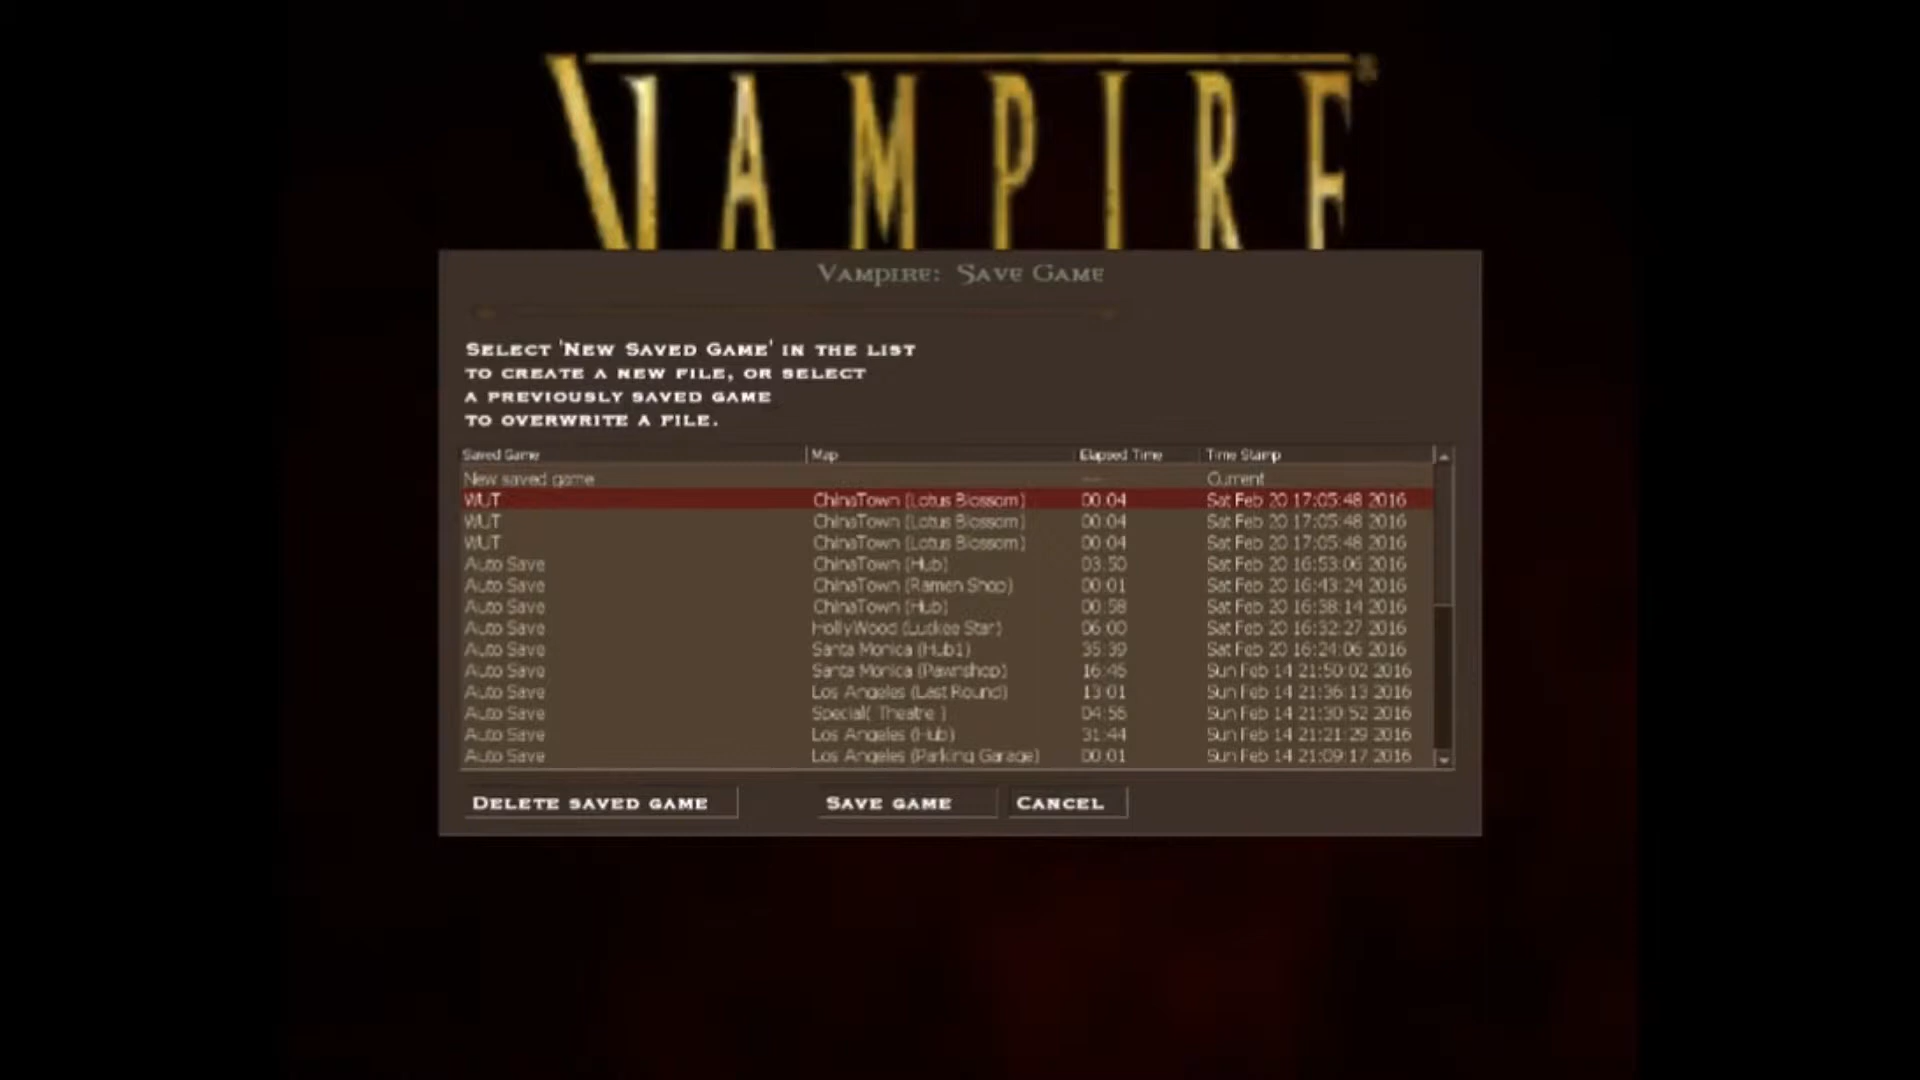 VAMPIRE
VAMPIRE: SAVE GAME
SELECT 'NEW SAVED GAME' IN THE LIST
TO CREATE A NEW FILE, OR SELECT
A PREVIOUSLY SAVED GAME
TO OVERWRITE A FILE.
Saved Game Map Elapsed Time Time Stamp
New saved game --- Current
WUT ChinaTown (Lotus Blossom) 00:04 Sat Feb 20 17:05:48 2016
WUT ChinaTown (Lotus Blossom) 00:04 Sat Feb 20 17:05:48 2016
WUT ChinaTown (Lotus Blossom) 00:04 Sat Feb 20 17:05:48 2016
Auto Save ChinaTown (Hub) 03:50 Sat Feb 20 16:53:06 2016
Auto Save ChinaTown (Ramen Shop) 00:01 Sat Feb 20 16:43:24 2016
Auto Save ChinaTown (Hub) 00:58 Sat Feb 20 16:38:14 2016
Auto Save HollyWood (Luckee Star) 06:00 Sat Feb 20 16:32:27 2016
Auto Save Santa Monica (Hub1) 35:39 Sat Feb 20 16:24:06 2016
Auto Save Santa Monica (Pawnshop) 16:46 Sun Feb 14 21:50:02 2016
Auto Save Los Angeles (Last Round) 13:01 Sun Feb 14 21:36:13 2016
Auto Save Special( Theatre ) 04:56 Sun Feb 14 21:30:52 2016
Auto Save Los Angeles (Hub) 31:44 Sun Feb 14 21:21:29 2016
Auto Save Los Angeles (Parking Garage) 00:01 Sun Feb 14 21:09:17 2016
DELETE SAVED GAME SAVE GAME CANCEL